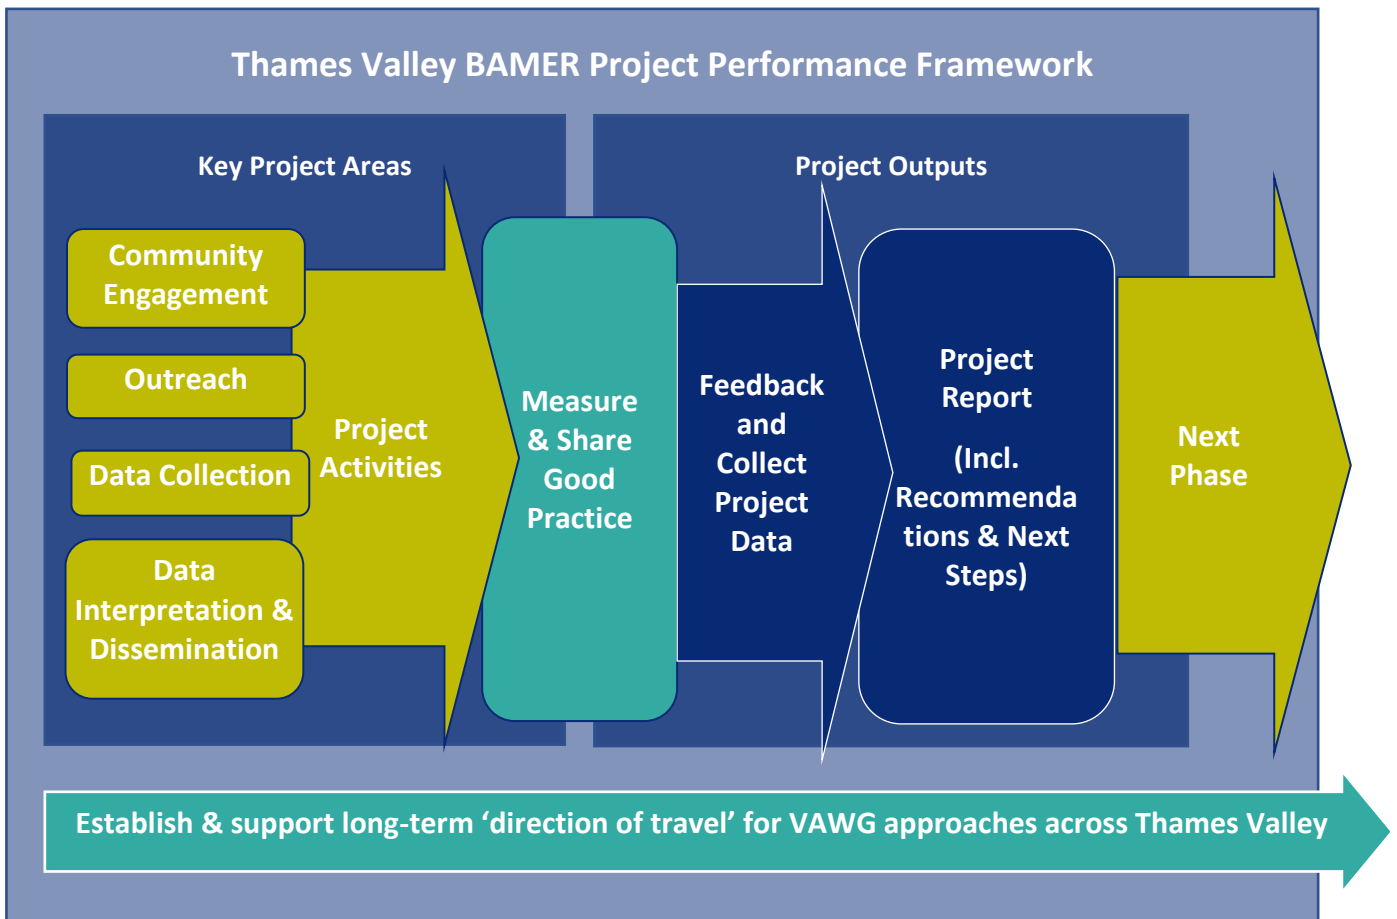 Thames Valley BAMER Project Performance Framework
Key Project Areas
Community
Engagement
Outreach
Data Collection
Data
Interpretation &
Dissemination
Project
Activities
Measure
& Share
Good
Practice
Project Outputs
Feedback
and
Collect
Project
Data
Project
Report
(Incl.
Recommenda
tions & Next
Steps)
Next
Phase
Establish & support long-term ‘direction of travel’ for VAWG approaches across Thames Valley